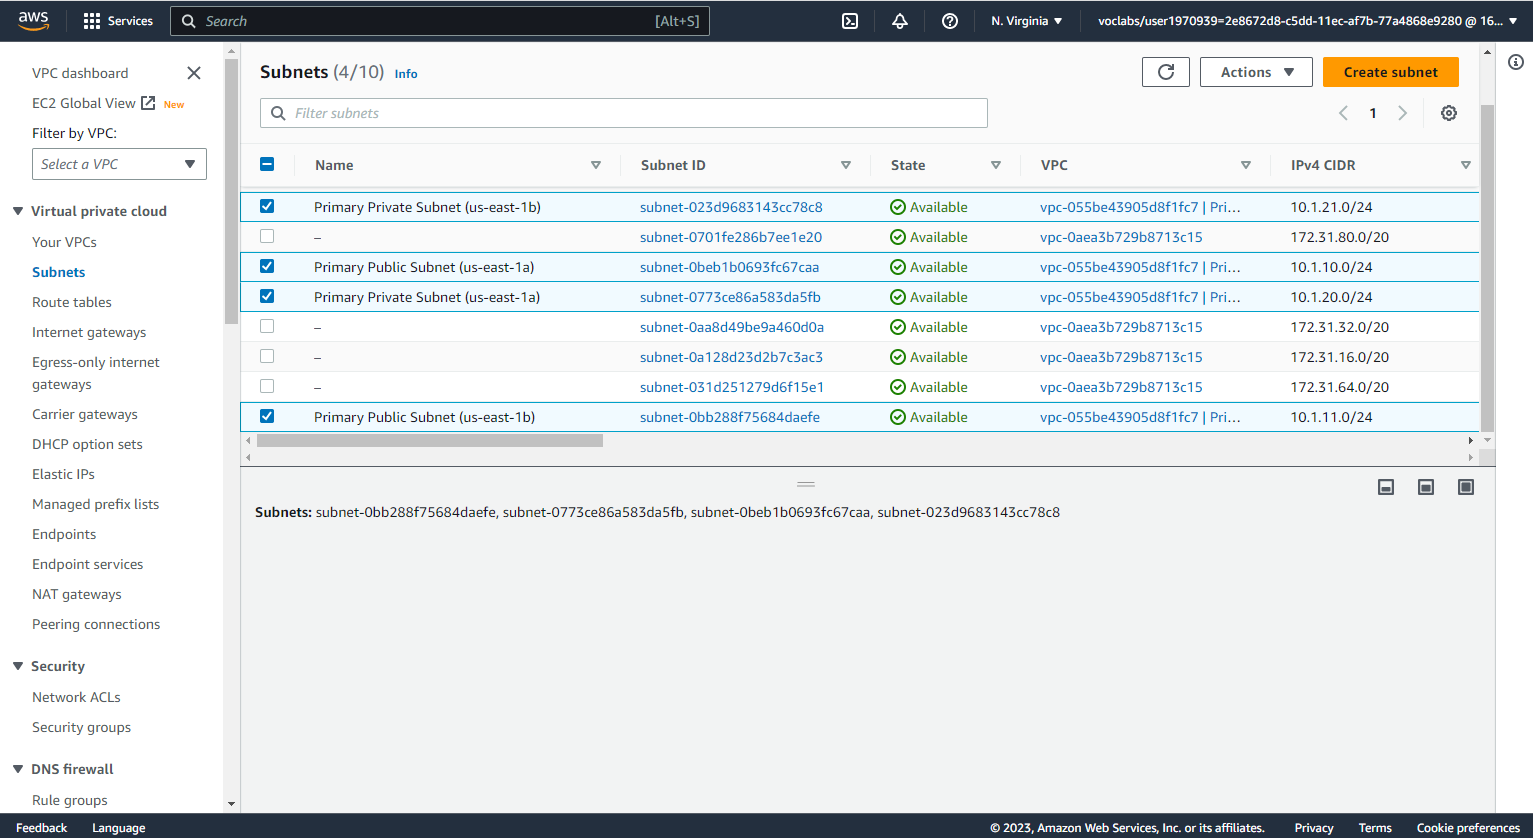 aws
Services
Search
[Alt+S]
N. Virginia
voclabs/user1970939=2e8672d8-c5dd-11ec-af7b-77a4868e9280 @ 16...
VPC dashboard
EC2 Global View New
Filter by VPC:
Select a VPC
Virtual private cloud
Your VPCs
Subnets
Route tables
Internet gateways
Egress-only internet
gateways
Carrier gateways
DHCP option sets
Elastic IPs
Managed prefix lists
Endpoints
Endpoint services
NAT gateways
Peering connections
Security
Network ACLs
Security groups
DNS firewall
Rule groups
Subnets (4/10) Info
Actions
Create subnet
Filter subnets
1
Name Subnet ID State VPC IPv4 CIDR
Primary Private Subnet (us-east-1b) subnet-023d9683143cc78c8 Available vpc-055be43905d8f1fc7 | Pri... 10.1.21.0/24
– subnet-0701fe286b7ee1e20 Available vpc-0aea3b729b8713c15 172.31.80.0/20
Primary Public Subnet (us-east-1a) subnet-0beb1b0693fc67caa Available vpc-055be43905d8f1fc7 | Pri... 10.1.10.0/24
Primary Private Subnet (us-east-1a) subnet-0773ce86a583da5fb Available vpc-055be43905d8f1fc7 | Pri... 10.1.20.0/24
– subnet-0aa8d49be9a460d0a Available vpc-0aea3b729b8713c15 172.31.32.0/20
– subnet-0a128d23d2b7c3ac3 Available vpc-0aea3b729b8713c15 172.31.16.0/20
– subnet-031d251279d6f15e1 Available vpc-0aea3b729b8713c15 172.31.64.0/20
Primary Public Subnet (us-east-1b) subnet-0bb288f75684daefe Available vpc-055be43905d8f1fc7 | Pri... 10.1.11.0/24
Subnets: subnet-0bb288f75684daefe, subnet-0773ce86a583da5fb, subnet-0beb1b0693fc67caa, subnet-023d9683143cc78c8
Feedback Language © 2023, Amazon Web Services, Inc. or its affiliates. Privacy Terms Cookie preferences